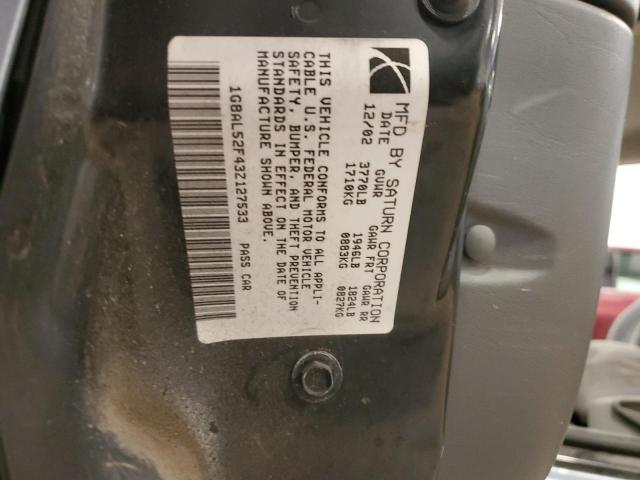 MFD BY SATURN CORPORATION
DATE GVWR GAWR FRT GAWR RR
12/02 3770LB 1946LB 1824LB
1710KG 0883KG 0827KG
THIS VEHICLE CONFORMS TO ALL APPLI-
CABLE U.S. FEDERAL MOTOR VEHICLE
SAFETY, BUMPER, AND THEFT PREVENTION
STANDARDS IN EFFECT ON THE DATE OF
MANUFACTURE SHOWN ABOVE.
1G8AL52F43Z127533 PASS CAR